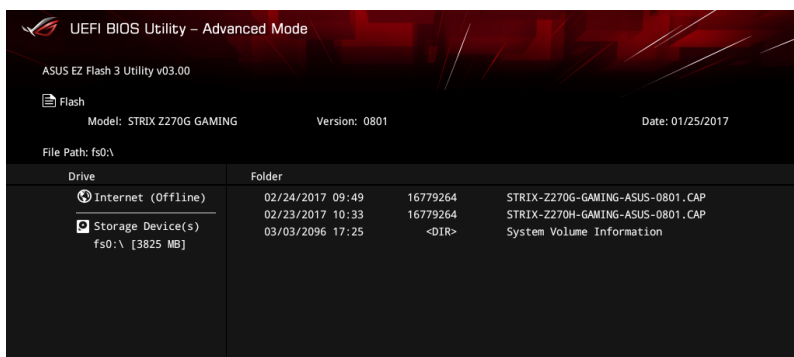 UEFI BIOS Utility – Advanced Mode
ASUS EZ Flash 3 Utility v03.00
Flash
Model: STRIX Z270G GAMING Version: 0801 Date: 01/25/2017
File Path: fs0:\
Drive Folder
Internet (Offline) 02/24/2017 09:49 16779264 STRIX-Z270G-GAMING-ASUS-0801.CAP
02/23/2017 10:33 16779264 STRIX-Z270H-GAMING-ASUS-0801.CAP
Storage Device(s) 03/03/2096 17:25 <DIR> System Volume Information
fs0:\ [3825 MB]